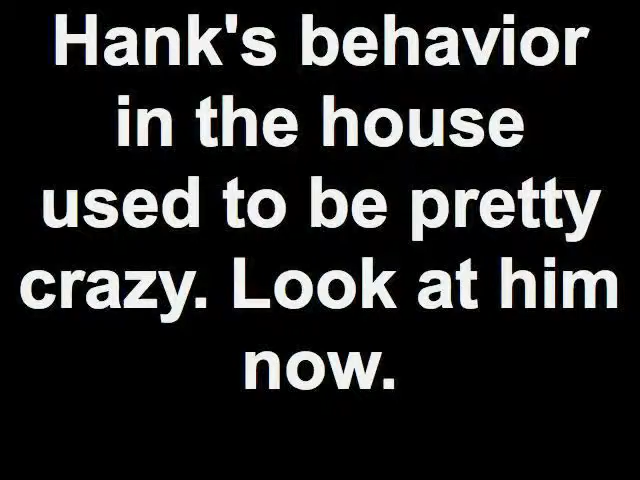 Hank's behavior
in the house
used to be pretty
crazy. Look at him
now.